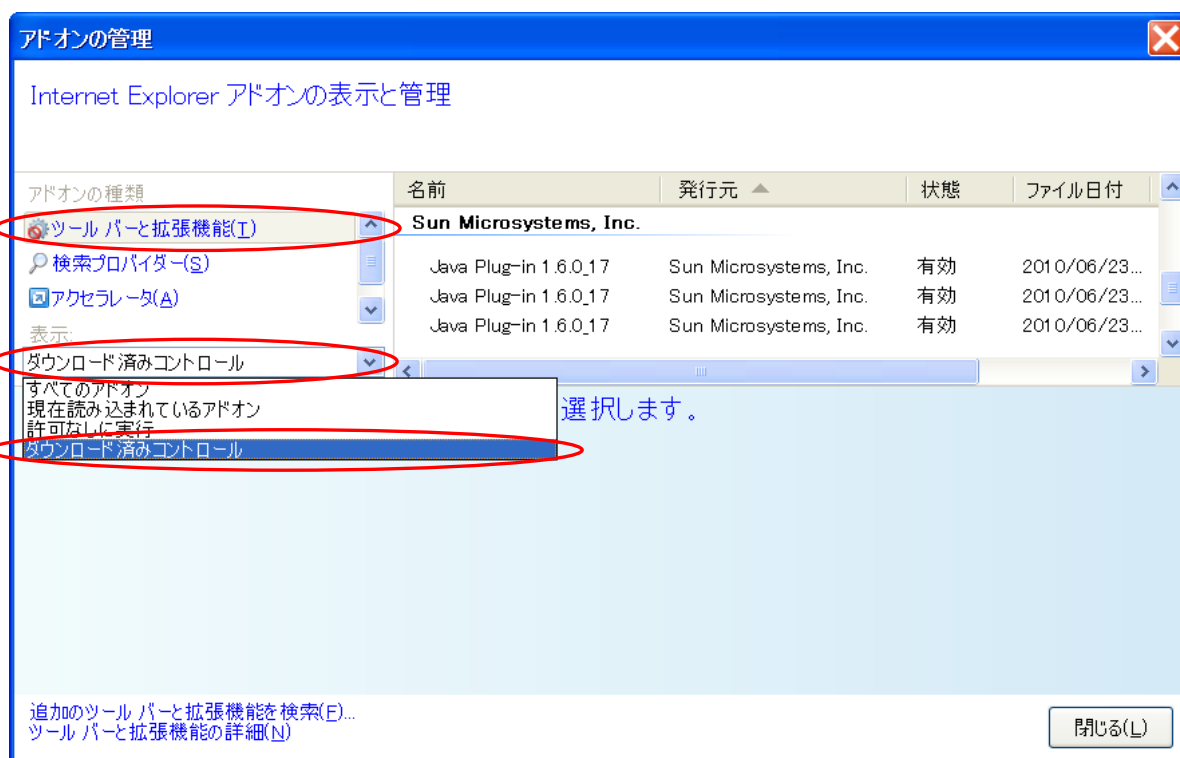 アドオンの管理
Internet Explorer アドオンの表示と管理
アドオンの種類
ツール バーと拡張機能(T)
検索プロバイダー(S)
アクセラレータ(A)
表示:
ダウンロード済みコントロール
すべてのアドオン
現在読み込まれているアドオン
許可なしに実行
ダウンロード済みコントロール
名前 発行元 状態 ファイル日付
Sun Microsystems, Inc.
Java Plug-in 1.6.0_17 Sun Microsystems, Inc. 有効 2010/06/23...
Java Plug-in 1.6.0_17 Sun Microsystems, Inc. 有効 2010/06/23...
Java Plug-in 1.6.0_17 Sun Microsystems, Inc. 有効 2010/06/23...
選択します。
追加のツール バーと拡張機能を検索(F)...
ツール バーと拡張機能の詳細(N)
閉じる(L)